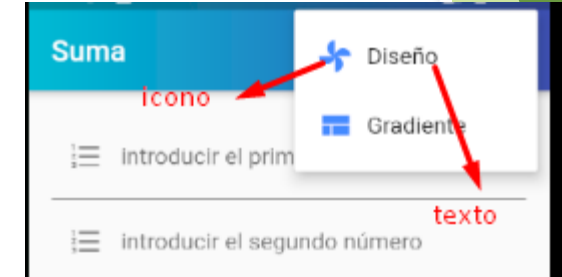 Suma
Diseño
icono
Gradiente
introducir el prim
texto
introducir el segundo número